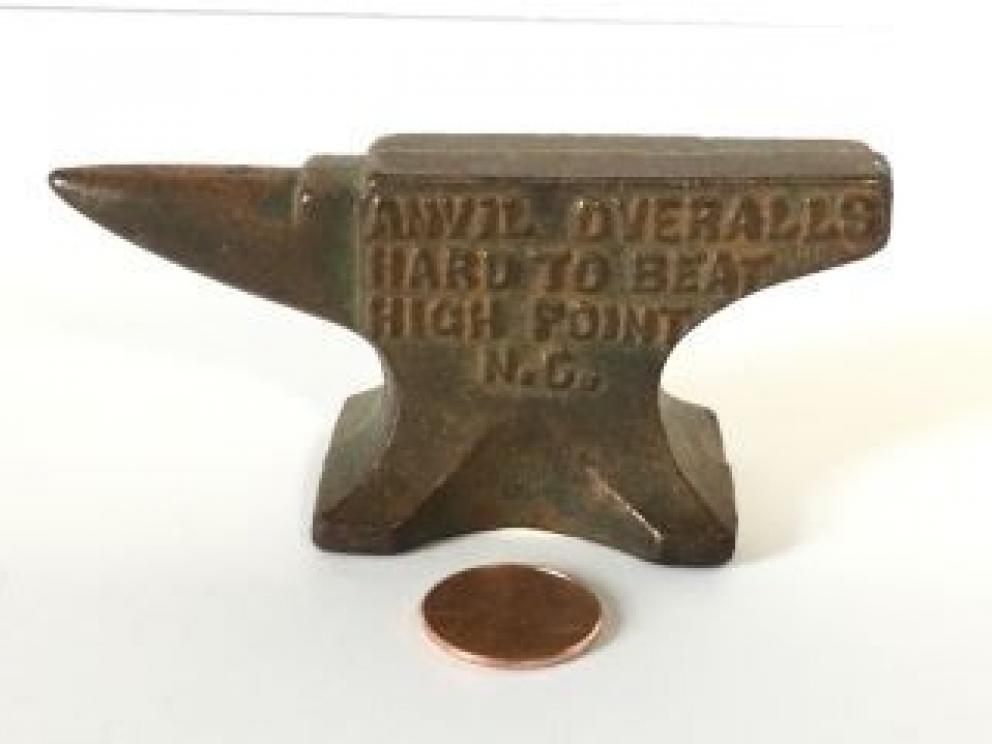 ANVIL OVERALLS
HARD TO BEAT
HIGH POINT
N.C.